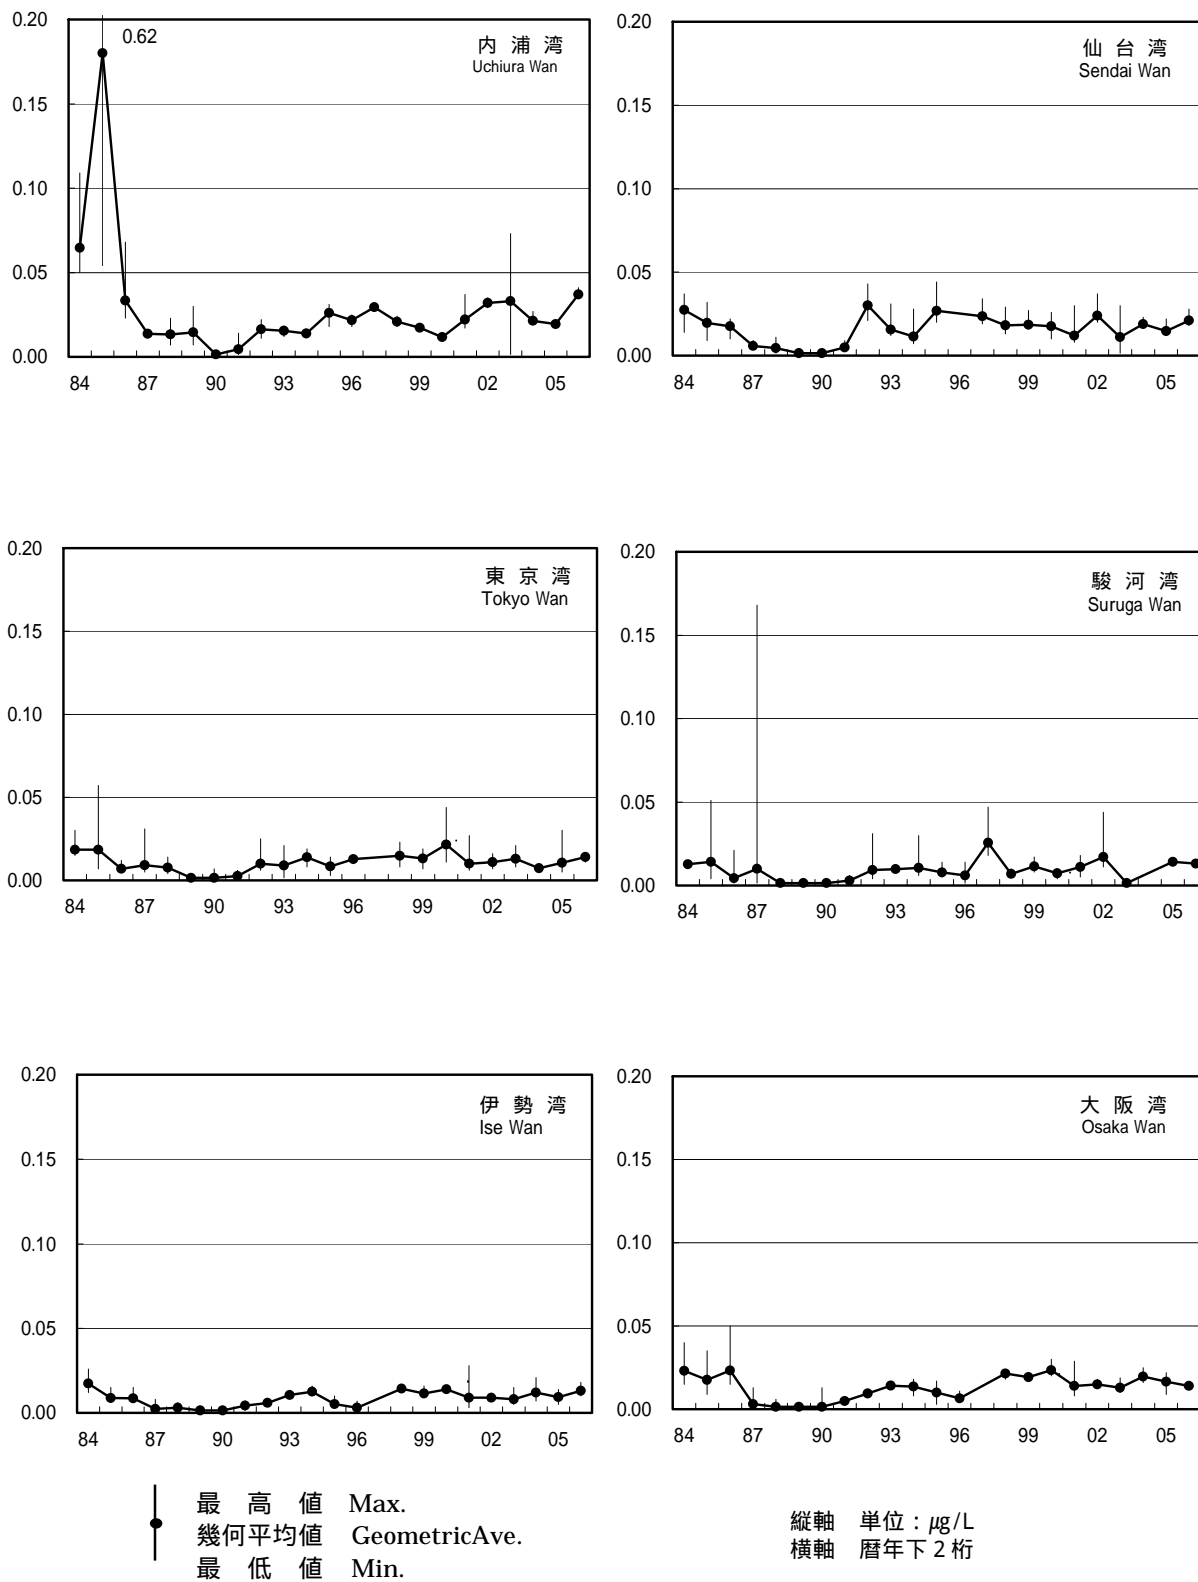 0.20
0.62
内 浦 湾
Uchiura Wan
0.15
0.10
0.05
0.00
84 87 90 93 96 99 02 05
0.20
仙 台 湾
Sendai Wan
0.15
0.10
0.05
0.00
84 87 90 93 96 99 02 05
0.20
東 京 湾
Tokyo Wan
0.15
0.10
0.05
0.00
84 87 90 93 96 99 02 05
0.20
駿 河 湾
Suruga Wan
0.15
0.10
0.05
0.00
84 87 90 93 96 99 02 05
0.20
伊 勢 湾
Ise Wan
0.15
0.10
0.05
0.00
84 87 90 93 96 99 02 05
0.20
大 阪 湾
Osaka Wan
0.15
0.10
0.05
0.00
84 87 90 93 96 99 02 05
最 高 値 Max.
幾何平均値 GeometricAve.
最 低 値 Min.
縦軸 単位：μg/L
横軸 暦年下２桁